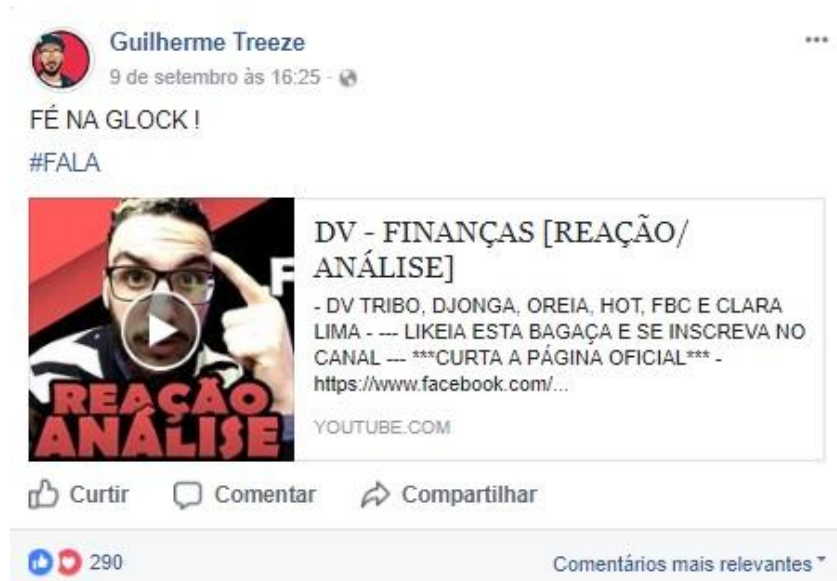 Guilherme Treeze
9 de setembro às 16:25 ·
FÉ NA GLOCK !
#FALA
F
REAÇÃO
ANÁLISE
DV - FINANÇAS [REAÇÃO/
ANÁLISE]
- DV TRIBO, DJONGA, OREIA, HOT, FBC E CLARA
LIMA - --- LIKEIA ESTA BAGAÇA E SE INSCREVA NO
CANAL --- ***CURTA A PÁGINA OFICIAL*** -
https://www.facebook.com/...
YOUTUBE.COM
Curtir Comentar Compartilhar
290 Comentários mais relevantes